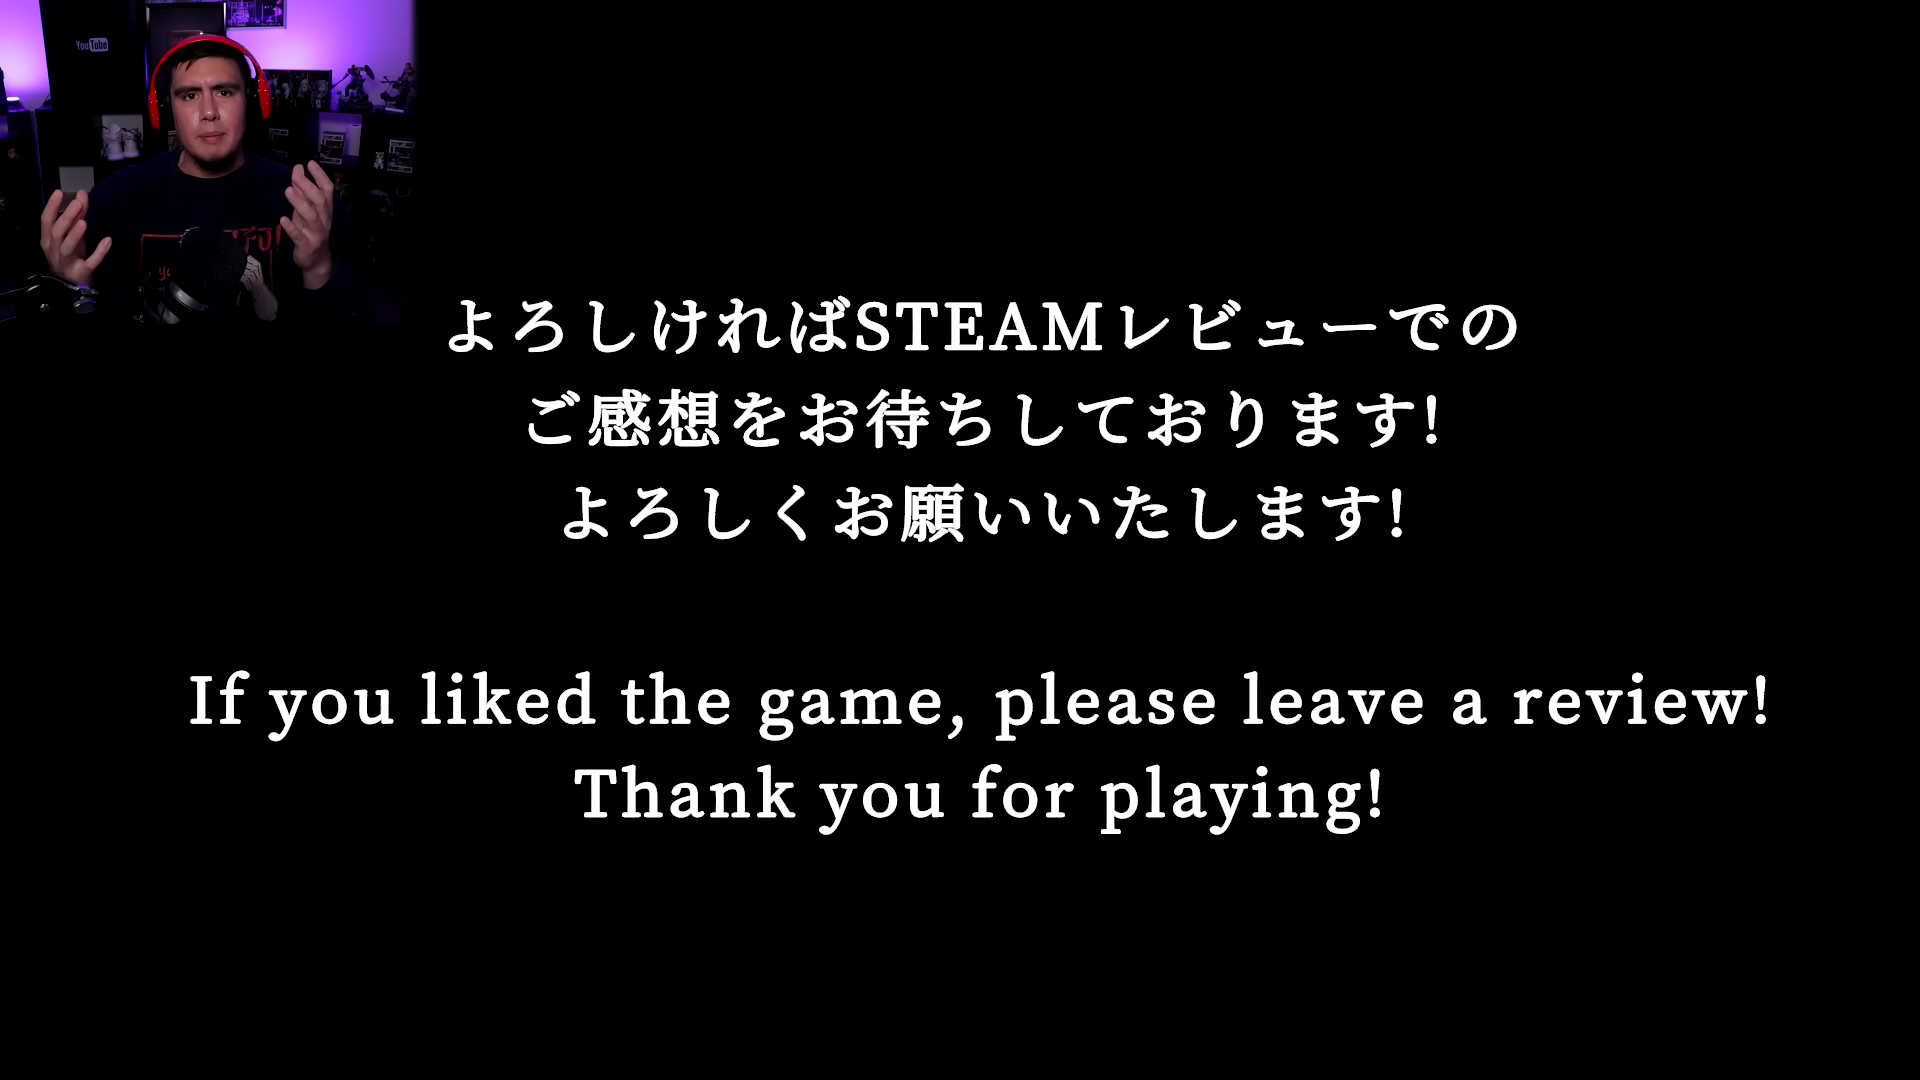 YouTube
よろしければSTEAMレビューでの
ご感想をお待ちしております!
よろしくお願いいたします!
If you liked the game, please leave a review!
Thank you for playing!